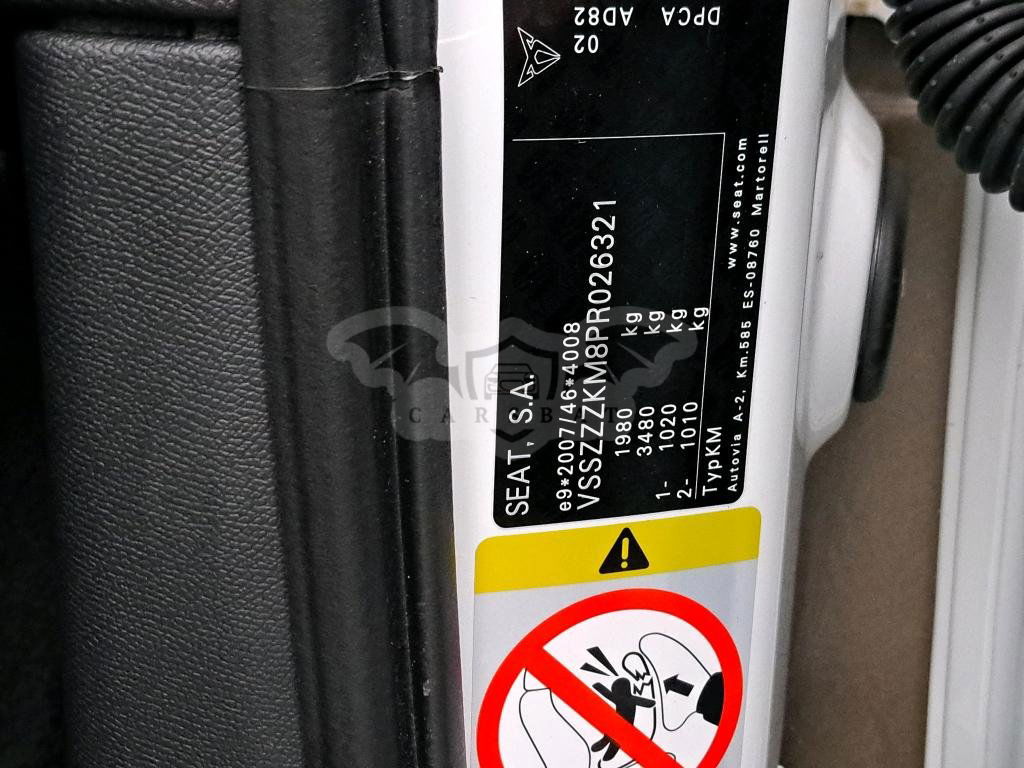 02
AD82
DPCA
SEAT, S.A.
e9*2007/46*4008
VSSZZZKM8PR026321
1980 kg
3480 kg
1- 1020 kg
2- 1010 kg
TypKM
www.seat.com
Autovia A-2, Km.585 ES-08760 Martorell
CARSBAT